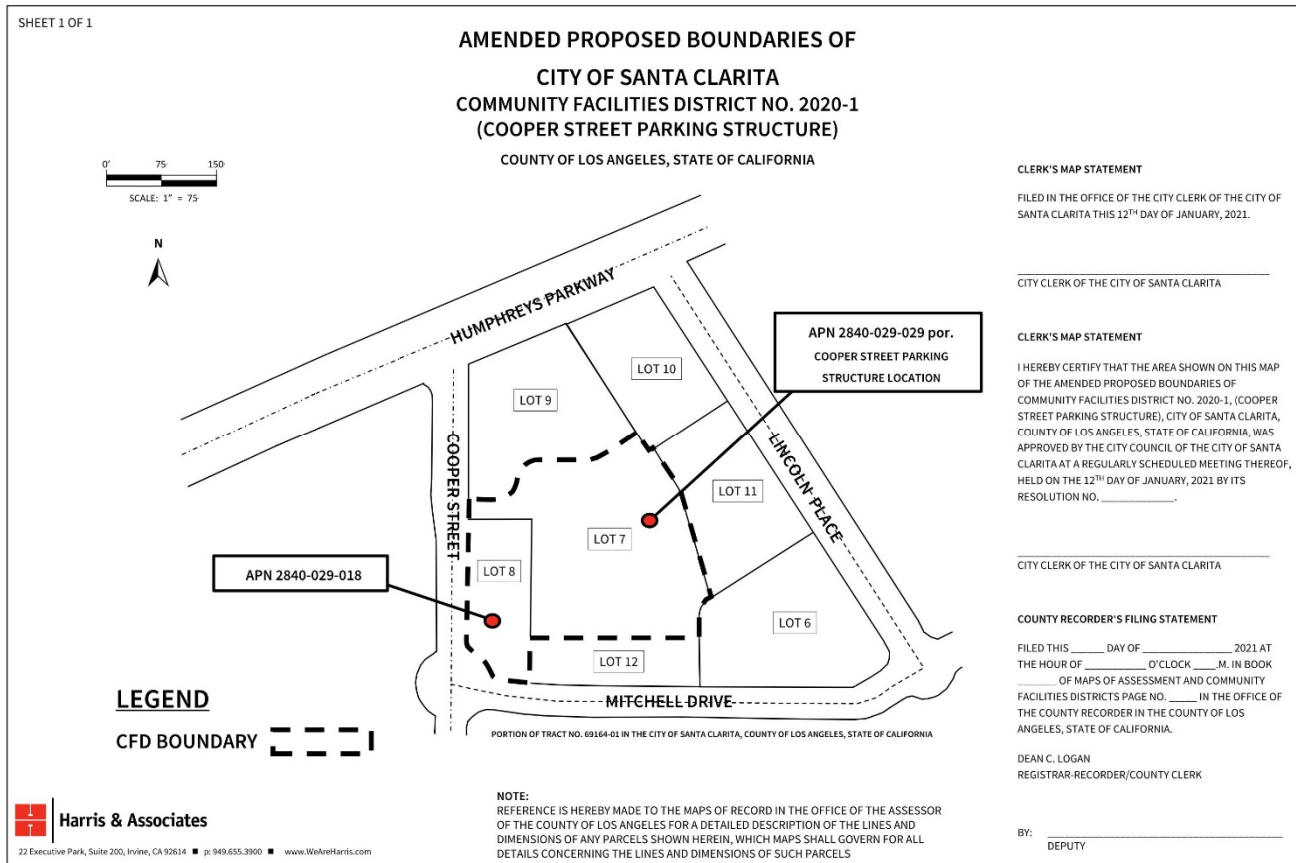 SHEET 1 OF 1
AMENDED PROPOSED BOUNDARIES OF
CITY OF SANTA CLARITA
COMMUNITY FACILITIES DISTRICT NO. 2020-1
(COOPER STREET PARKING STRUCTURE)
COUNTY OF LOS ANGELES, STATE OF CALIFORNIA
0' 75' 150'
SCALE: 1" = 75'
N
HUMPHREYS PARKWAY
COOPER STREET
LINCOLN PLACE
MITCHELL DRIVE
LOT 10
LOT 9
LOT 11
LOT 7
LOT 8
LOT 6
LOT 12
APN 2840-029-029 por.
COOPER STREET PARKING
STRUCTURE LOCATION
APN 2840-029-018
LEGEND
CFD BOUNDARY
PORTION OF TRACT NO. 69164-01 IN THE CITY OF SANTA CLARITA, COUNTY OF LOS ANGELES, STATE OF CALIFORNIA
NOTE:
REFERENCE IS HEREBY MADE TO THE MAPS OF RECORD IN THE OFFICE OF THE ASSESSOR
OF THE COUNTY OF LOS ANGELES FOR A DETAILED DESCRIPTION OF THE LINES AND
DIMENSIONS OF ANY PARCELS SHOWN HEREIN, WHICH MAPS SHALL GOVERN FOR ALL
DETAILS CONCERNING THE LINES AND DIMENSIONS OF SUCH PARCELS
Harris & Associates
22 Executive Park, Suite 200, Irvine, CA 92614 ■ p: 949.655.3900 ■ www.WeAreHarris.com
CLERK'S MAP STATEMENT
FILED IN THE OFFICE OF THE CITY CLERK OF THE CITY OF
SANTA CLARITA THIS 12TH DAY OF JANUARY, 2021.
CITY CLERK OF THE CITY OF SANTA CLARITA
CLERK'S MAP STATEMENT
I HEREBY CERTIFY THAT THE AREA SHOWN ON THIS MAP
OF THE AMENDED PROPOSED BOUNDARIES OF
COMMUNITY FACILITIES DISTRICT NO. 2020-1, (COOPER
STREET PARKING STRUCTURE), CITY OF SANTA CLARITA,
COUNTY OF LOS ANGELES, STATE OF CALIFORNIA, WAS
APPROVED BY THE CITY COUNCIL OF THE CITY OF SANTA
CLARITA AT A REGULARLY SCHEDULED MEETING THEREOF,
HELD ON THE 12TH DAY OF JANUARY, 2021 BY ITS
RESOLUTION NO. _____________.
CITY CLERK OF THE CITY OF SANTA CLARITA
COUNTY RECORDER'S FILING STATEMENT
FILED THIS ______ DAY OF ________________ 2021 AT
THE HOUR OF ___________ O'CLOCK ____.M. IN BOOK
_______ OF MAPS OF ASSESSMENT AND COMMUNITY
FACILITIES DISTRICTS PAGE NO. _____ IN THE OFFICE OF
THE COUNTY RECORDER IN THE COUNTY OF LOS
ANGELES, STATE OF CALIFORNIA.
DEAN C. LOGAN
REGISTRAR-RECORDER/COUNTY CLERK
BY: ________________________
DEPUTY